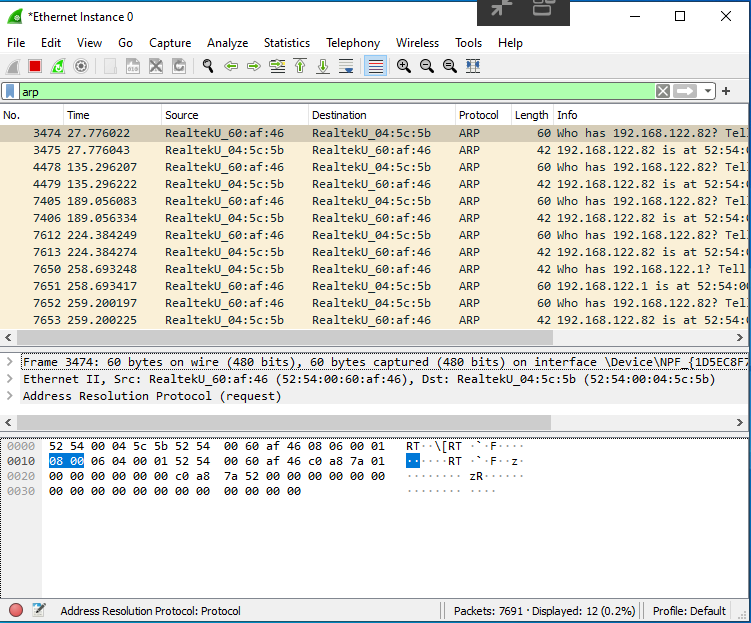 *Ethernet Instance 0
File Edit View Go Capture Analyze Statistics Telephony Wireless Tools Help
arp
No. Time Source Destination Protocol Length Info
3474 27.776022 RealtekU_60:af:46 RealtekU_04:5c:5b ARP 60 Who has 192.168.122.82? Tell
3475 27.776043 RealtekU_04:5c:5b RealtekU_60:af:46 ARP 42 192.168.122.82 is at 52:54:00
4478 135.296207 RealtekU_60:af:46 RealtekU_04:5c:5b ARP 60 Who has 192.168.122.82? Tell
4479 135.296222 RealtekU_04:5c:5b RealtekU_60:af:46 ARP 42 192.168.122.82 is at 52:54:00
7405 189.056083 RealtekU_60:af:46 RealtekU_04:5c:5b ARP 60 Who has 192.168.122.82? Tell
7406 189.056334 RealtekU_04:5c:5b RealtekU_60:af:46 ARP 42 192.168.122.82 is at 52:54:00
7612 224.384249 RealtekU_60:af:46 RealtekU_04:5c:5b ARP 60 Who has 192.168.122.82? Tell
7613 224.384274 RealtekU_04:5c:5b RealtekU_60:af:46 ARP 42 192.168.122.82 is at 52:54:00
7650 258.693248 RealtekU_04:5c:5b RealtekU_60:af:46 ARP 42 Who has 192.168.122.1? Tell
7651 258.693417 RealtekU_60:af:46 RealtekU_04:5c:5b ARP 60 192.168.122.1 is at 52:54:00
7652 259.200197 RealtekU_60:af:46 RealtekU_04:5c:5b ARP 60 Who has 192.168.122.82? Tell
7653 259.200225 RealtekU_04:5c:5b RealtekU_60:af:46 ARP 42 192.168.122.82 is at 52:54:00
Frame 3474: 60 bytes on wire (480 bits), 60 bytes captured (480 bits) on interface \Device\NPF_{1D5EC8F7
Ethernet II, Src: RealtekU_60:af:46 (52:54:00:60:af:46), Dst: RealtekU_04:5c:5b (52:54:00:04:5c:5b)
Address Resolution Protocol (request)
0000 52 54 00 04 5c 5b 52 54 00 60 af 46 08 06 00 01 RT··\[RT ·`·F····
0010 08 00 06 04 00 01 52 54 00 60 af 46 c0 a8 7a 01 ······RT ·`·F··z·
0020 00 00 00 00 00 00 c0 a8 7a 52 00 00 00 00 00 00 ········ zR······
0030 00 00 00 00 00 00 00 00 00 00 00 00 ········ ····
Address Resolution Protocol: Protocol Packets: 7691 · Displayed: 12 (0.2%) Profile: Default